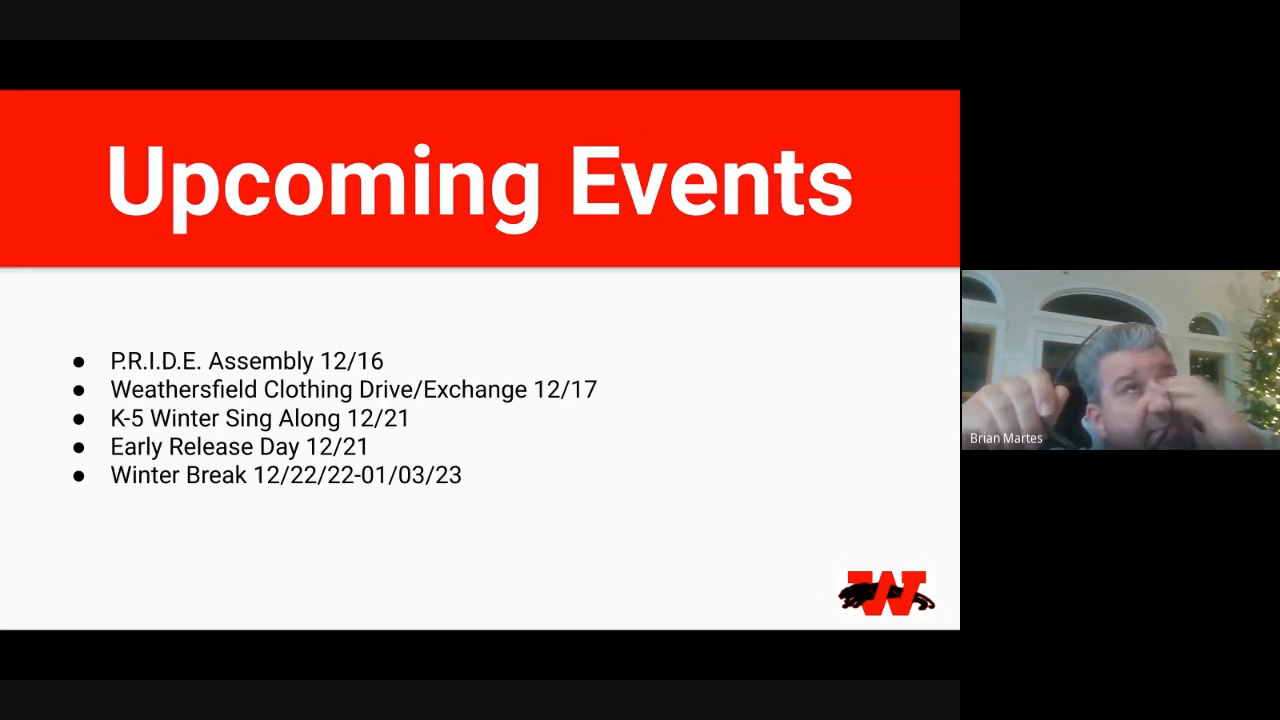 Upcoming Events
● P.R.I.D.E. Assembly 12/16
● Weathersfield Clothing Drive/Exchange 12/17
● K-5 Winter Sing Along 12/21
● Early Release Day 12/21
● Winter Break 12/22/22-01/03/23
W
Brian Martes